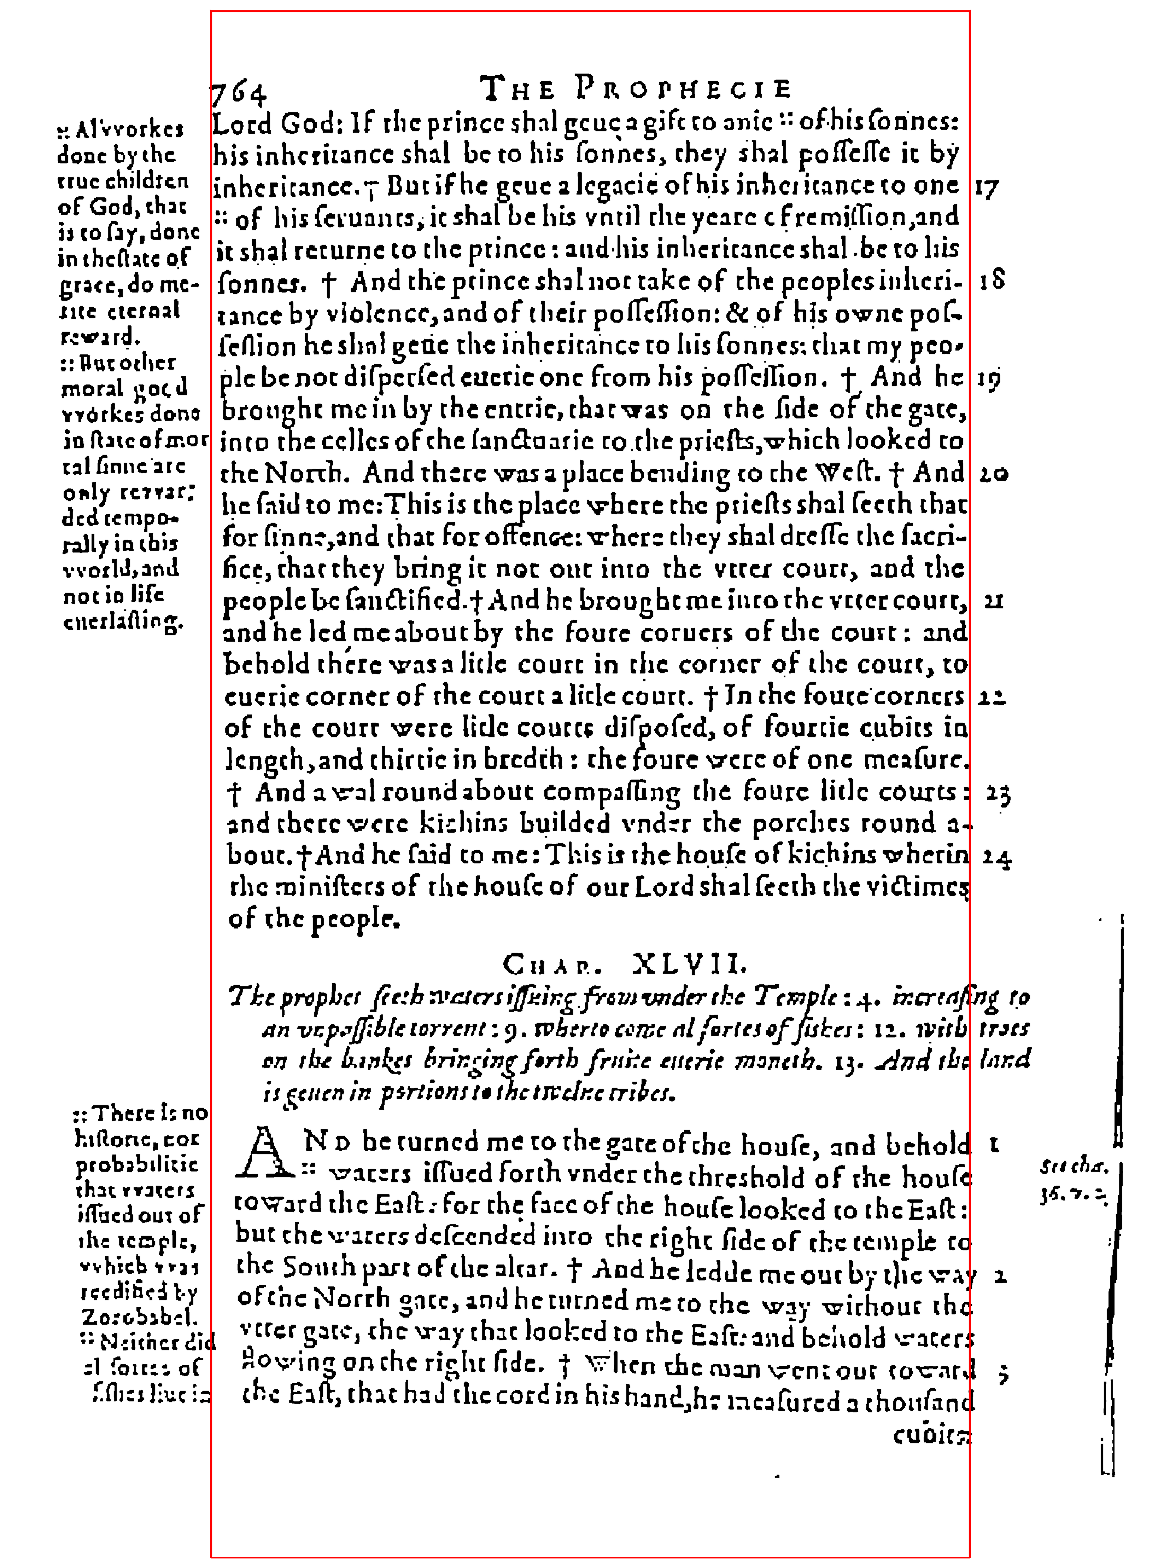 764 THE PROPHECIE
Lord God: If the prince shal geue a gift to anie :: of his ſonnes:
his inheritance shal be to his ſonnes, they shal poſſeſſe it by
inheritance. † But if he geue a legacie of his inheritance to one 17
:: of his ſeruants, it shal be his vntil the yeare of remiſſion, and
it shal returne to the prince: and his inheritance shal be to his
ſonnes. † And the prince shal not take of the peoples inheri- 18
tance by violence, and of their poſſeſſion: & of his owne poſ-
ſeſſion he shal geue the inheritance to his ſonnes: that my peo-
ple be not diſperſed euerie one from his poſſeſſion. † And he 19
brought me in by the entrie, that was on the ſide of the gate,
into the celles of the ſanctuarie to the prieſts, which looked to
the North. And there was a place bending to the Weſt. † And 20
he ſaid to me: This is the place where the prieſts shal ſeeth that
for ſinne, and that for offence: where they shal dreſſe the ſacri-
fice, that they bring it not out into the vtter court, and the
people be ſanctified. † And he brought me into the vtter court, 21
and he led me about by the foure corners of the court: and
behold there was a litle court in the corner of the court, to
euerie corner of the court a litle court. † In the foure corners 22
of the court were litle courts diſpoſed, of fourtie cubits in
length, and thirtie in bredth: the foure were of one meaſure.
† And a wal round about compaſſing the foure litle courts: 23
and there were kichins builded vnder the porches round a-
bout. † And he ſaid to me: This is the houſe of kichins wherin 24
the miniſters of the houſe of our Lord shal ſeeth the victimes
of the people.
:: Al vvorkes
done by the
true children
of God, that
is to ſay, done
in the ſtate of
grace, do me-
rite eternal
reward.
:: But other
moral good
vvorkes done
in ſtate of mor
tal ſinne are
only revvar-
ded tempo-
rally in this
vvorld, and
not in life
euerlaſting.
CHAP. XLVII.
The prophet ſeeth waters iſſuing from vnder the Temple: 4. increaſing to
an vnpaſſible torrent: 9. wherto come al ſortes of fishes: 12. with trees
on the bankes bringing forth fruite euerie moneth. 13. And the land
is geuen in portions to the twelue tribes.
AND he turned me to the gate of the houſe, and behold 1
:: waters iſſued forth vnder the threshold of the houſe
toward the Eaſt: for the face of the houſe looked to the Eaſt:
but the waters deſcended into the right ſide of the temple to
the South part of the altar. † And he ledde me out by the way 2
of the North gate, and he turned me to the way without the
vtter gate, the way that looked to the Eaſt: and behold waters
flowing on the right ſide. † When the man went out toward 3
the Eaſt, that had the cord in his hand, he meaſured a thouſand
cubites
:: There is no
hiſtorie, nor
probabilitie
that vvaters
iſſued out of
the temple,
vvhich vvas
reedified by
Zorobabel.
:: Neither did
al ſortes of
fishes liue in
See cha.
36. v. 2.